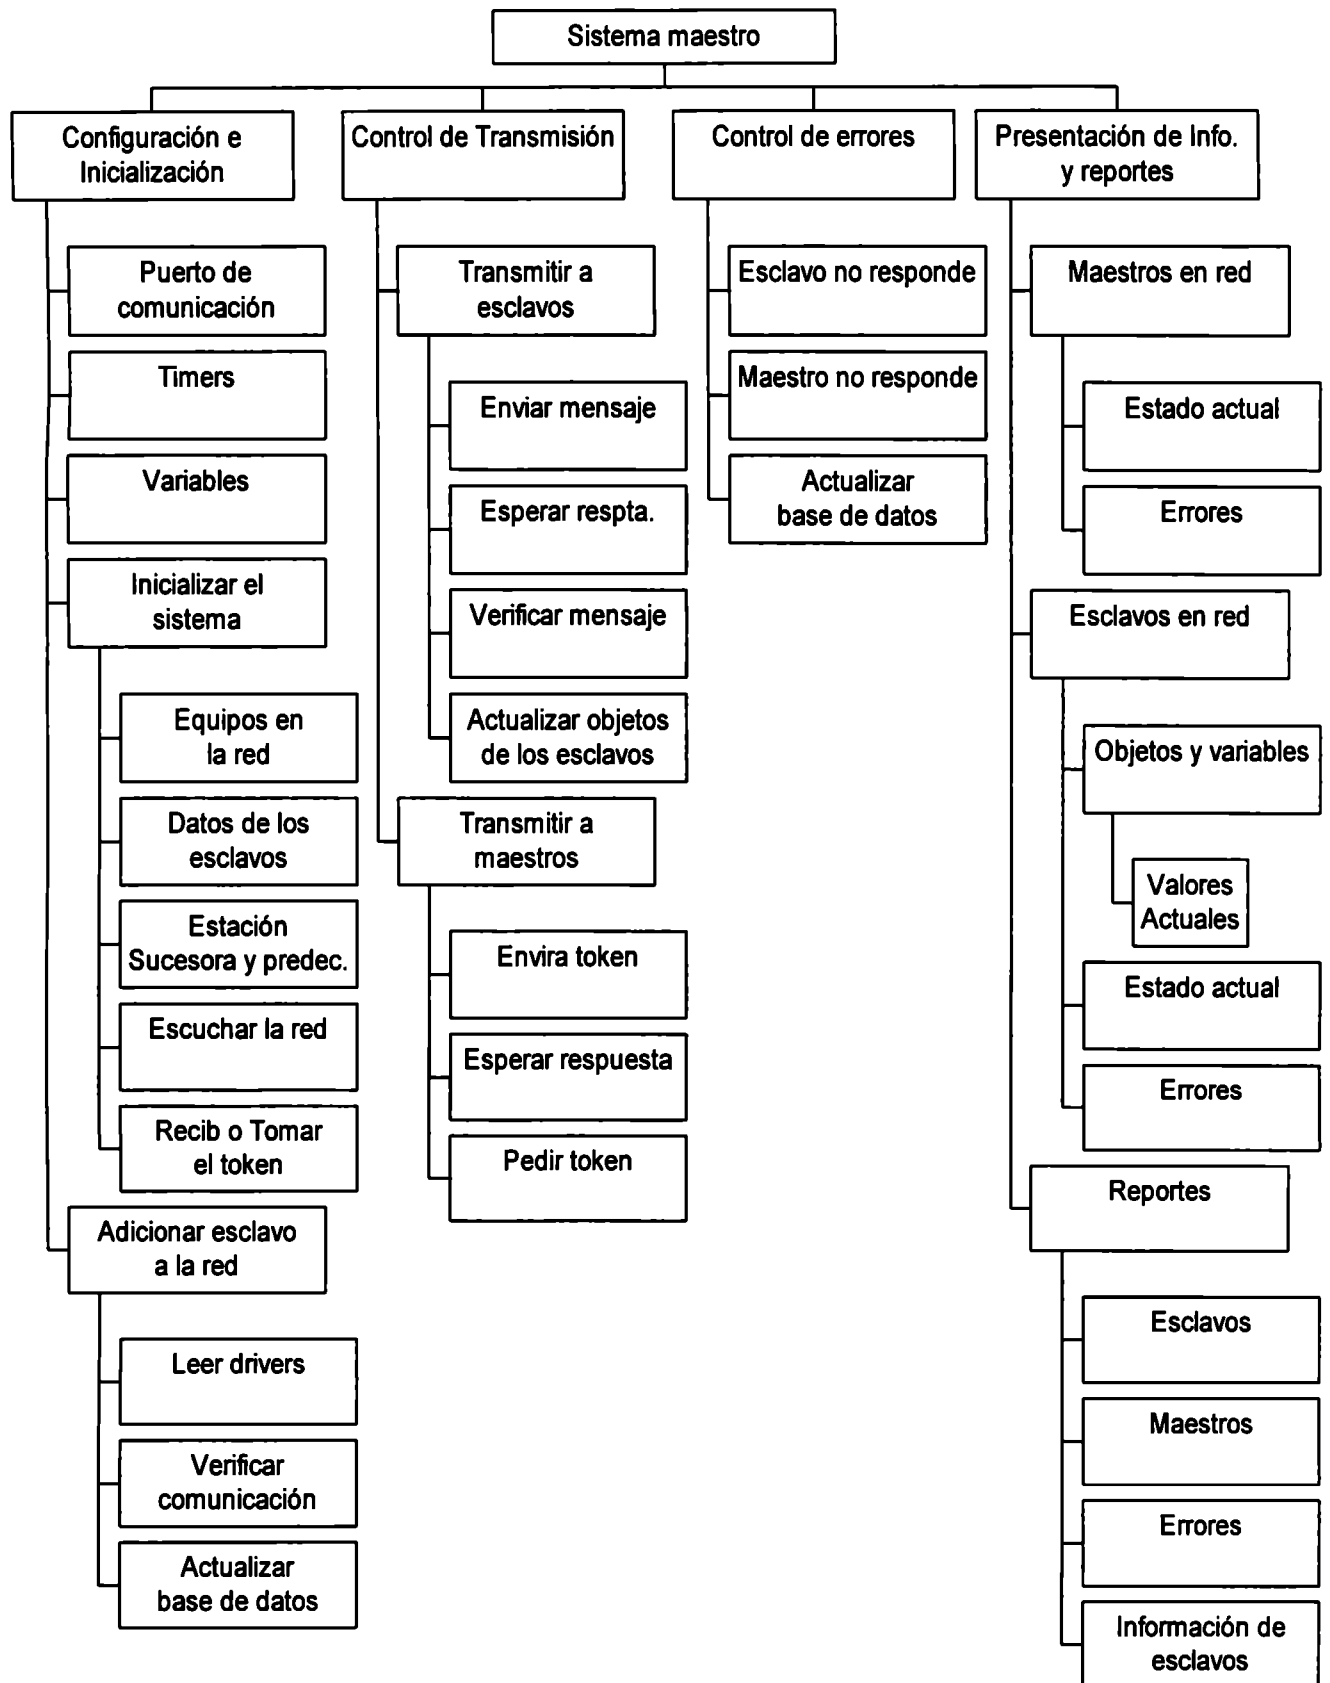 Sistema maestro
Configuración e
Inicialización
Puerto de
comunicación
Timers
Variables
Inicializar el
sistema
Equipos en
la red
Datos de los
esclavos
Estación
Sucesora y predec.
Escuchar la red
Recib o Tomar
el token
Adicionar esclavo
a la red
Leer drivers
Verificar
comunicación
Actualizar
base de datos
Control de Transmisión
Transmitir a
esclavos
Enviar mensaje
Esperar respta.
Verificar mensaje
Actualizar objetos
de los esclavos
Transmitir a
maestros
Envira token
Esperar respuesta
Pedir token
Control de errores
Esclavo no responde
Maestro no responde
Actualizar
base de datos
Presentación de Info.
y reportes
Maestros en red
Estado actual
Errores
Esclavos en red
Objetos y variables
Valores
Actuales
Estado actual
Errores
Reportes
Esclavos
Maestros
Errores
Información de
esclavos